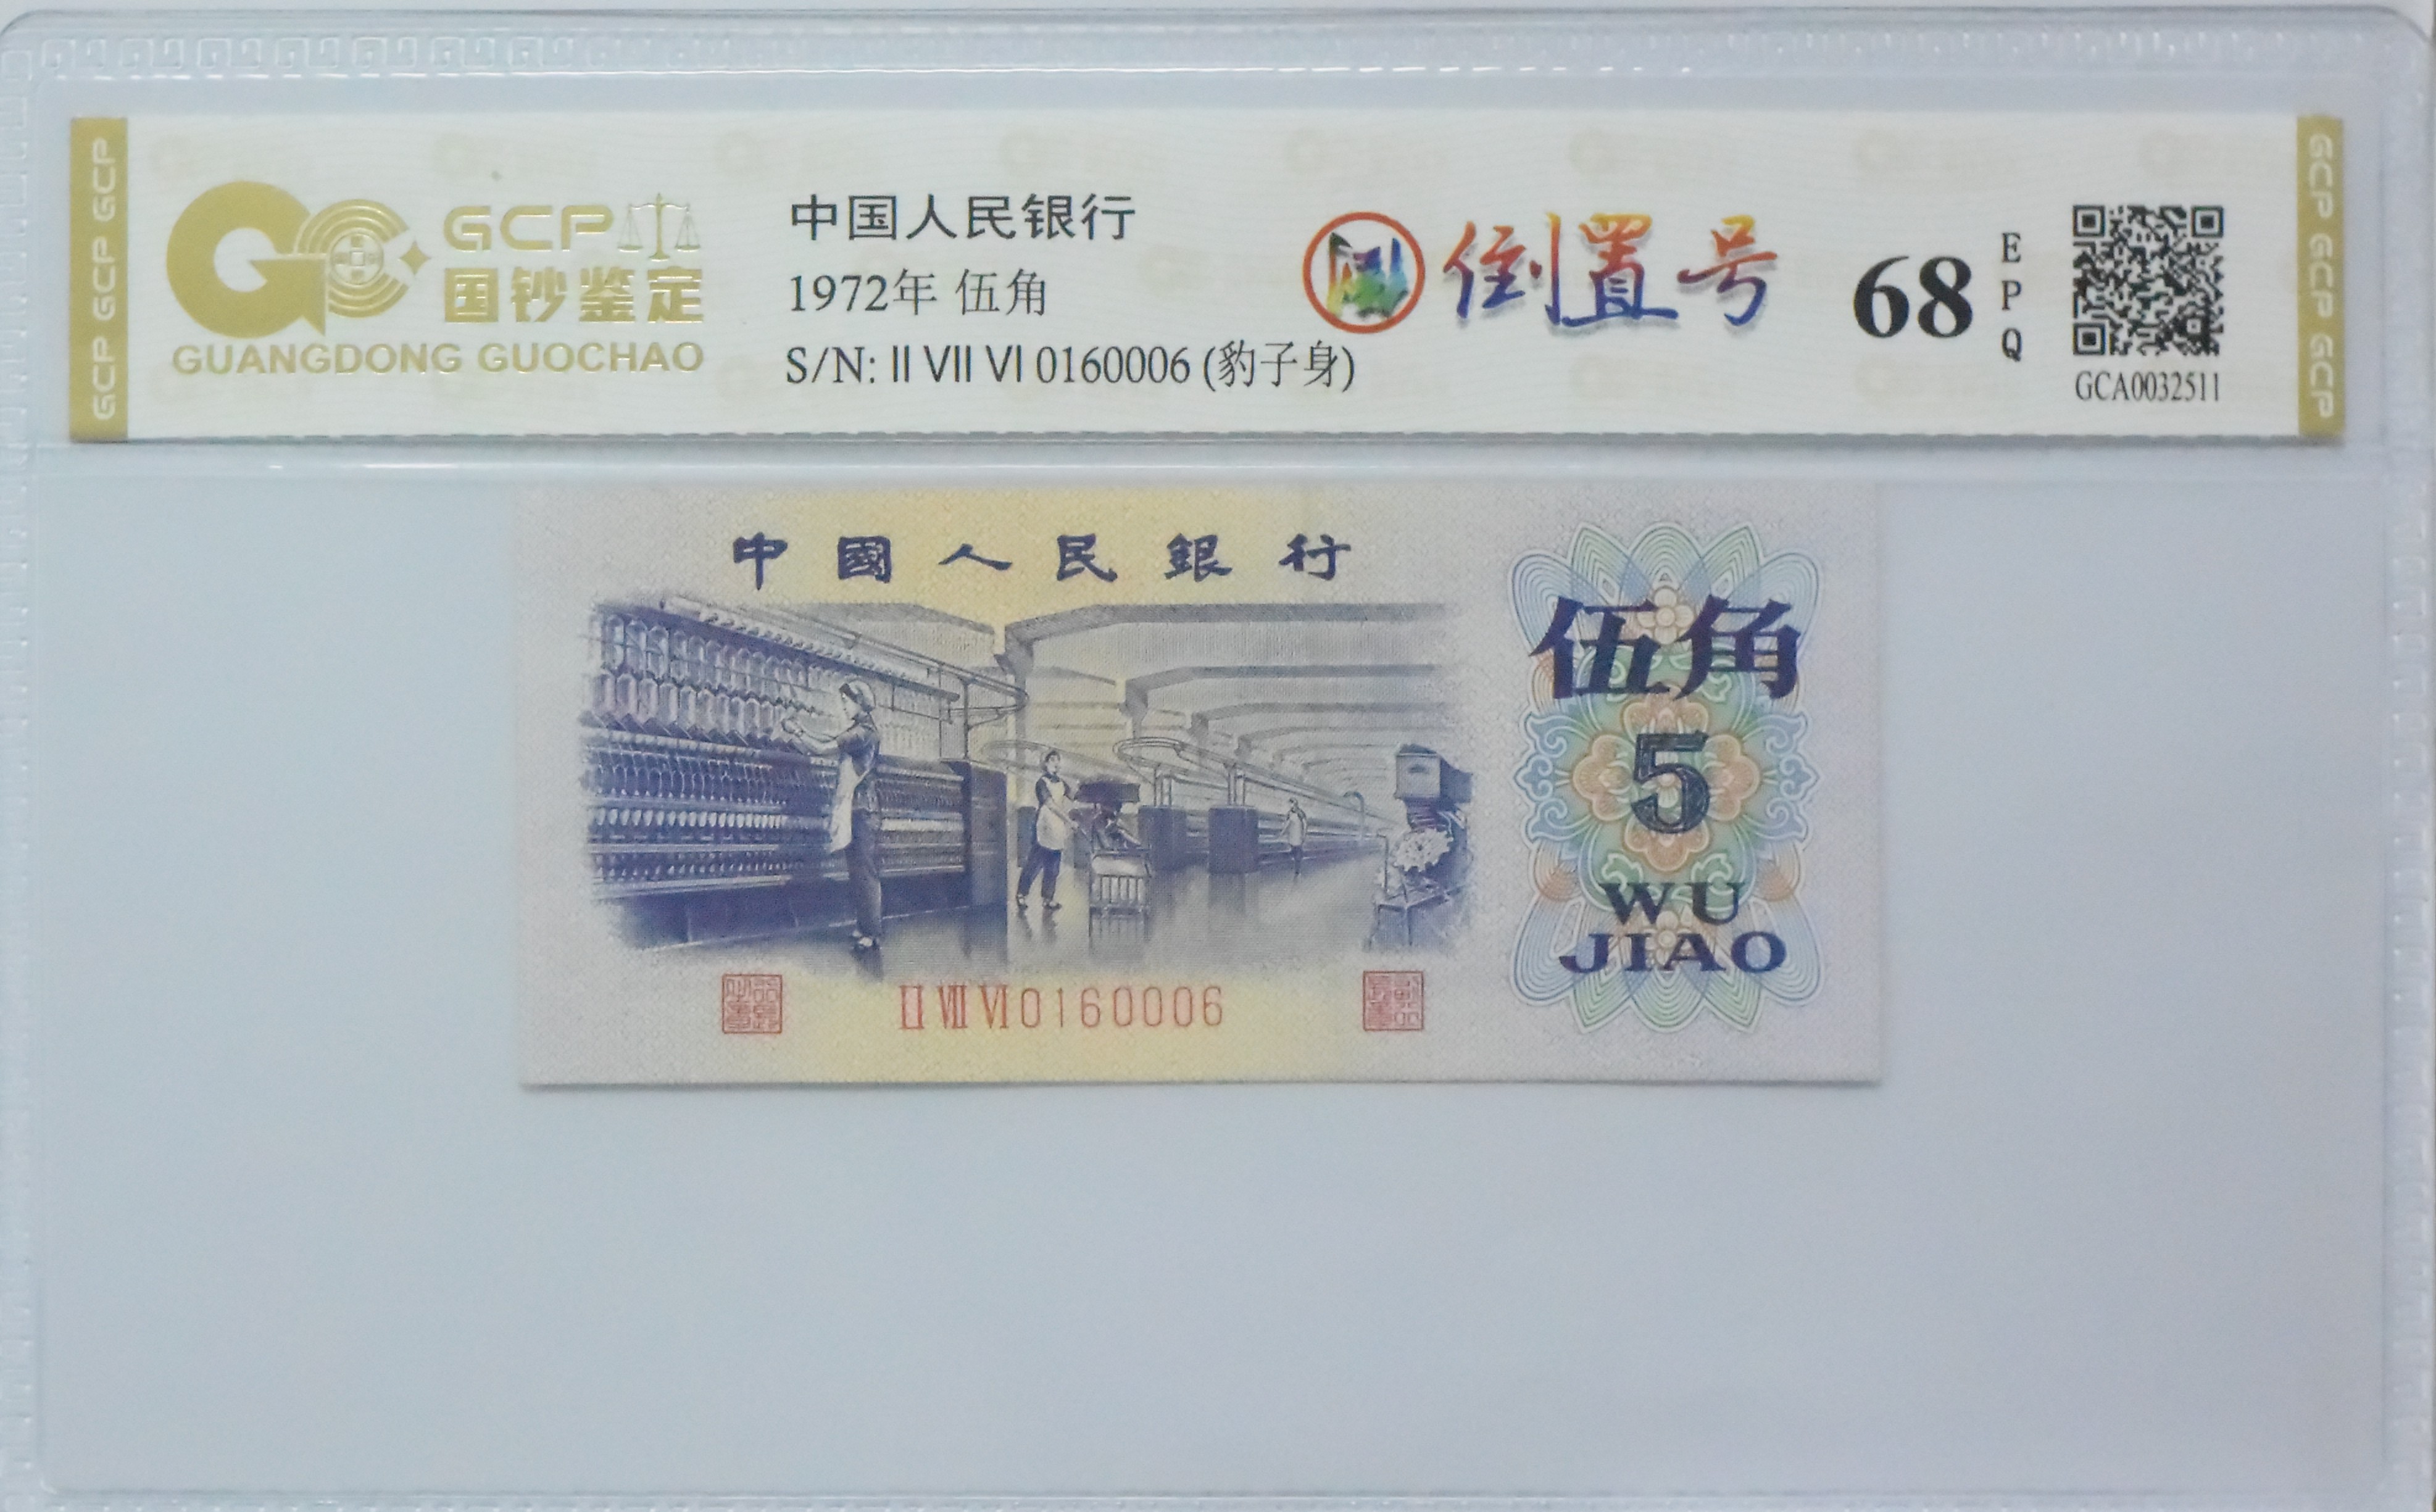 GCP GCP GCP
GCP
国钞鉴定
GUANGDONG GUOCHAO
中国人民银行
1972年 伍角
S/N: II VII VI 0160006 (豹子身)
倒置号
68
EPQ
GCA0032511
GCP GCP GCP
中國人民銀行
伍角
5
WU
JIAO
II VII VI 0160006